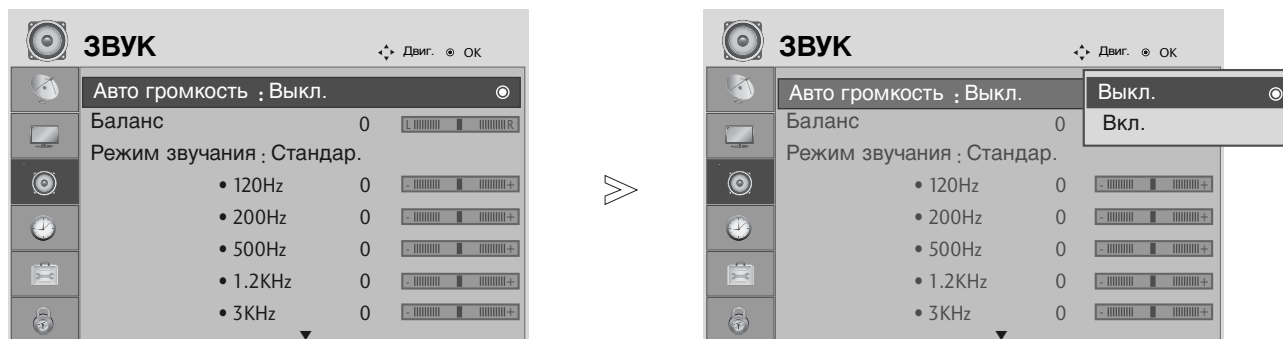 ЗВУК
Двиг. OK
Авто громкость : Выкл.
Баланс 0 L R
Режим звучания : Стандар.
• 120Hz 0 - +
• 200Hz 0 - +
• 500Hz 0 - +
• 1.2KHz 0 - +
• 3KHz 0 - +
ЗВУК
Двиг. OK
Авто громкость : Выкл.
Выкл.
Вкл.
Баланс 0
Режим звучания : Стандар.
• 120Hz 0 - +
• 200Hz 0 - +
• 500Hz 0 - +
• 1.2KHz 0 - +
• 3KHz 0 - +